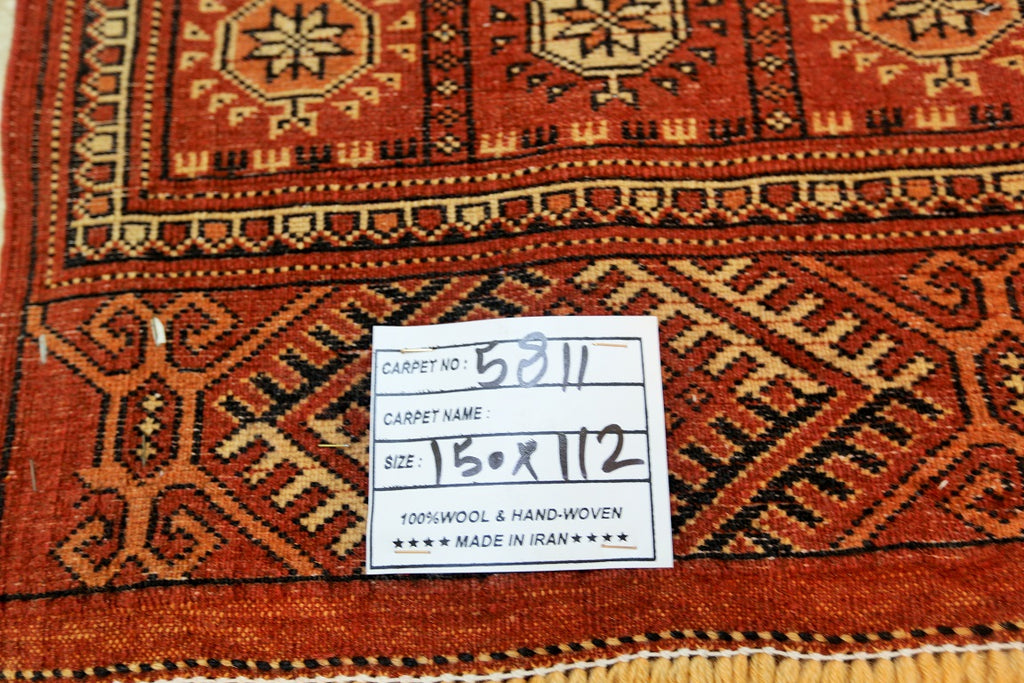 CARPET NO : 5811
CARPET NAME :
SIZE : 150x112
100%WOOL & HAND-WOVEN
★★★★ MADE IN IRAN ★★★★